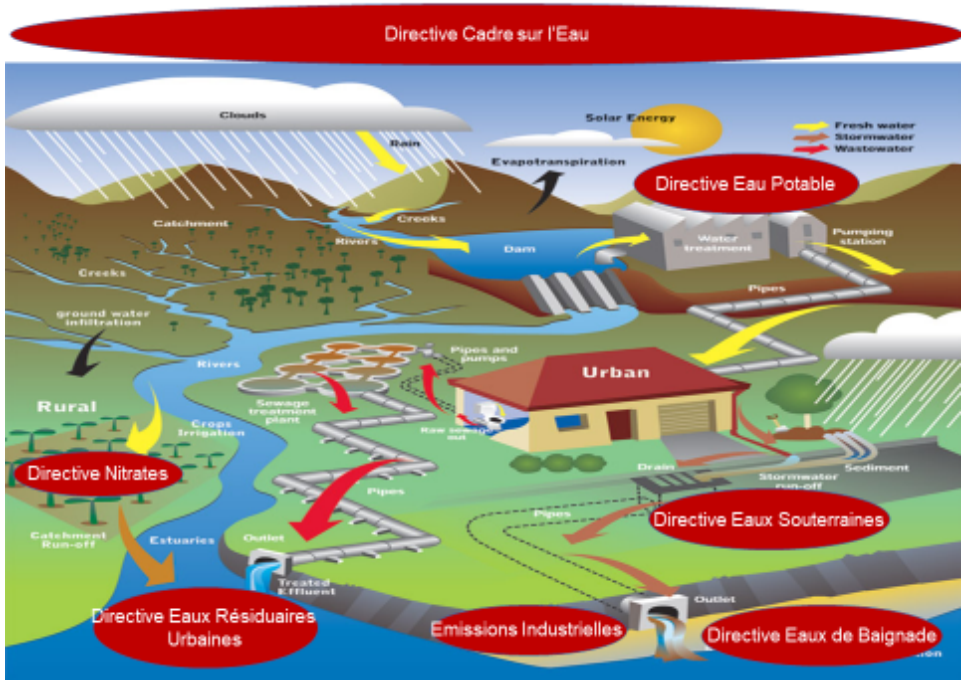 Directive Cadre sur l'Eau
Clouds
Solar Energy
Fresh water
Stormwater
Wastewater
Rain
Evapotranspiration
Directive Eau Potable
Catchment
Creeks
Rivers
Dam
Water
treatment
Pumping
station
Creeks
Pipes
ground water
infiltration
Rivers
Pipes and
pumps
Urban
Rural
Sewage
treatment
plant
Crops
Irrigation
Raw sewage
out
Directive Nitrates
Drain
Sediment
Stormwater
run-off
Pipes
Pipes
Directive Eaux Souterraines
Catchment
Run-off
Estuaries
Outlet
Treated
Effluent
Outlet
Directive Eaux Résiduaires
Urbaines
Emissions Industrielles
Directive Eaux de Baignade